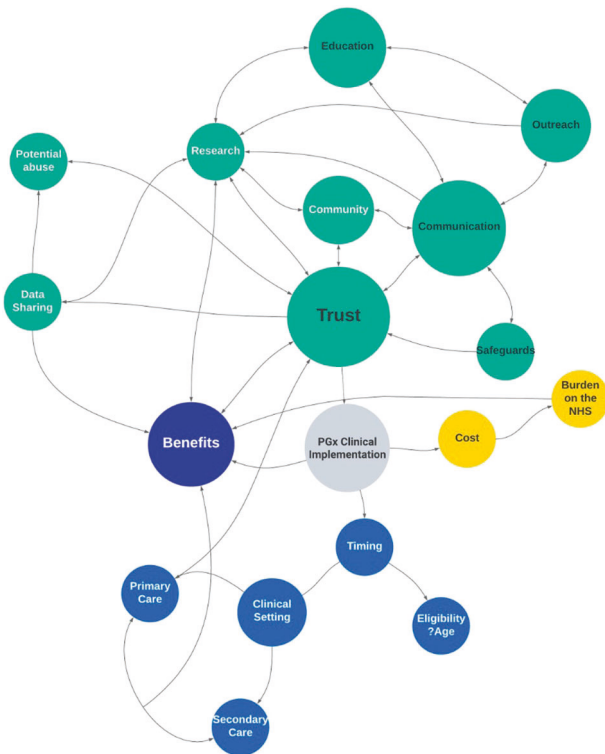 Education
Outreach
Potential
abuse
Research
Community
Communication
Data
Sharing
Trust
Safeguards
Burden
on the
NHS
Benefits
PGx Clinical
Implementation
Cost
Timing
Primary
Care
Clinical
Setting
Eligibility
?Age
Secondary
Care